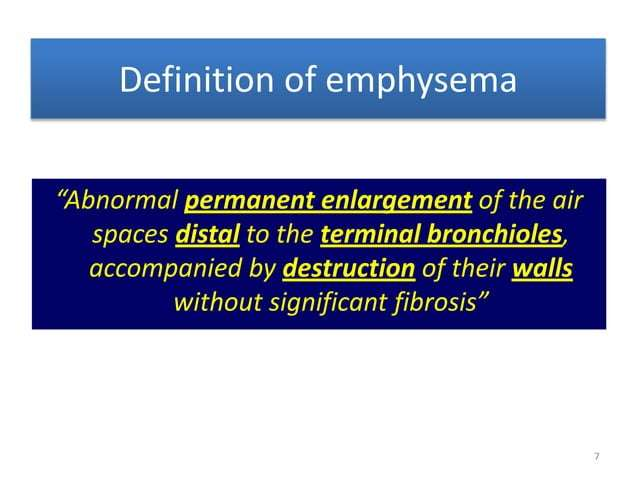 Definition of emphysema
“Abnormal permanent enlargement of the air
spaces distal to the terminal bronchioles,
accompanied by destruction of their walls
without significant fibrosis”
7